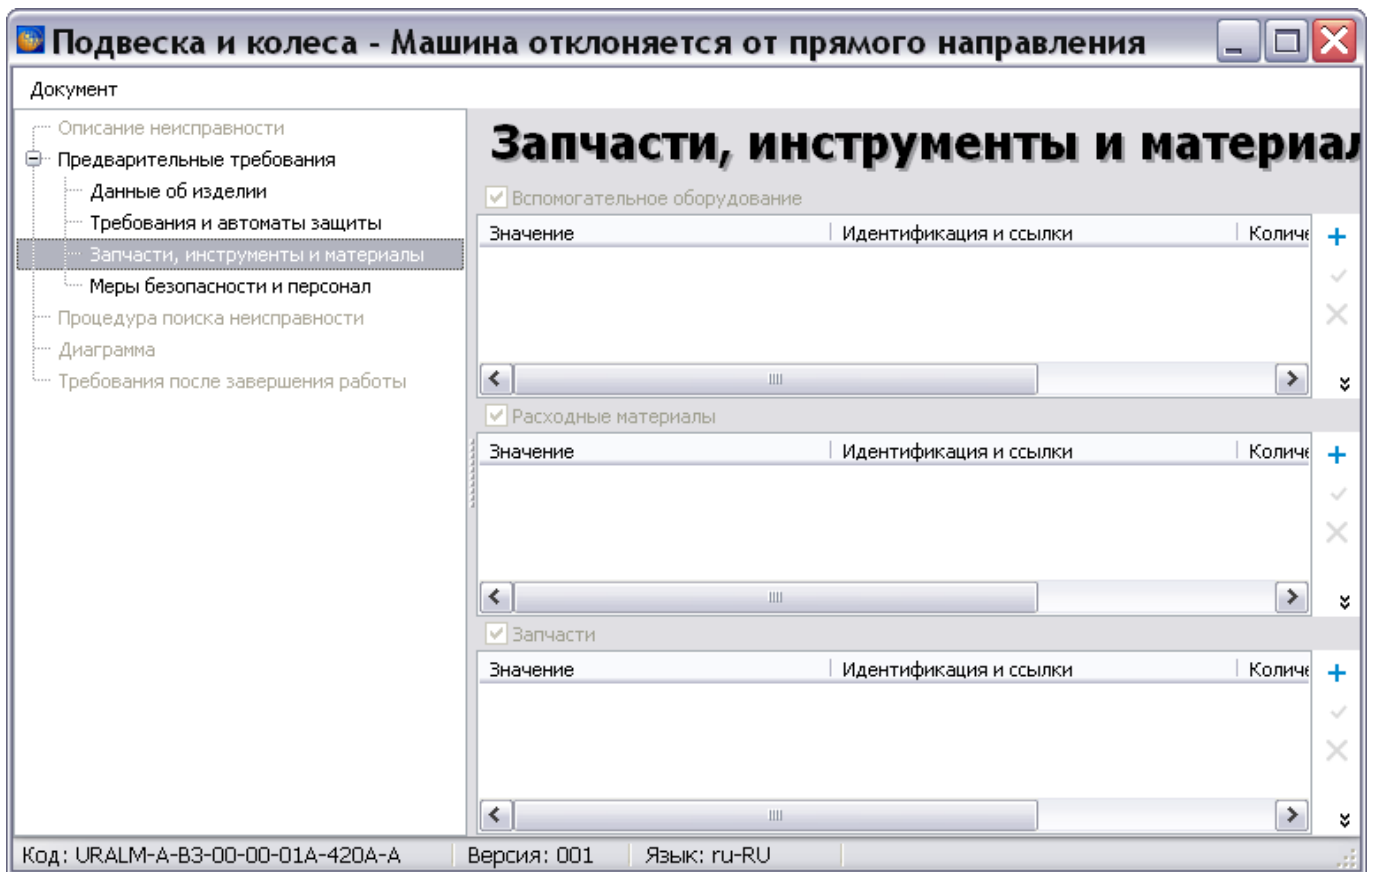 Подвеска и колеса - Машина отклоняется от прямого направления
Документ
Описание неисправности
Предварительные требования
Данные об изделии
Требования и автоматы защиты
Запчасти, инструменты и материалы
Меры безопасности и персонал
Процедура поиска неисправности
Диаграмма
Требования после завершения работы
Запчасти, инструменты и материал
Вспомогательное оборудование
Значение Идентификация и ссылки Количе
Расходные материалы
Значение Идентификация и ссылки Количе
Запчасти
Значение Идентификация и ссылки Количе
Код: URALM-A-B3-00-00-01A-420A-A Версия: 001 Язык: ru-RU